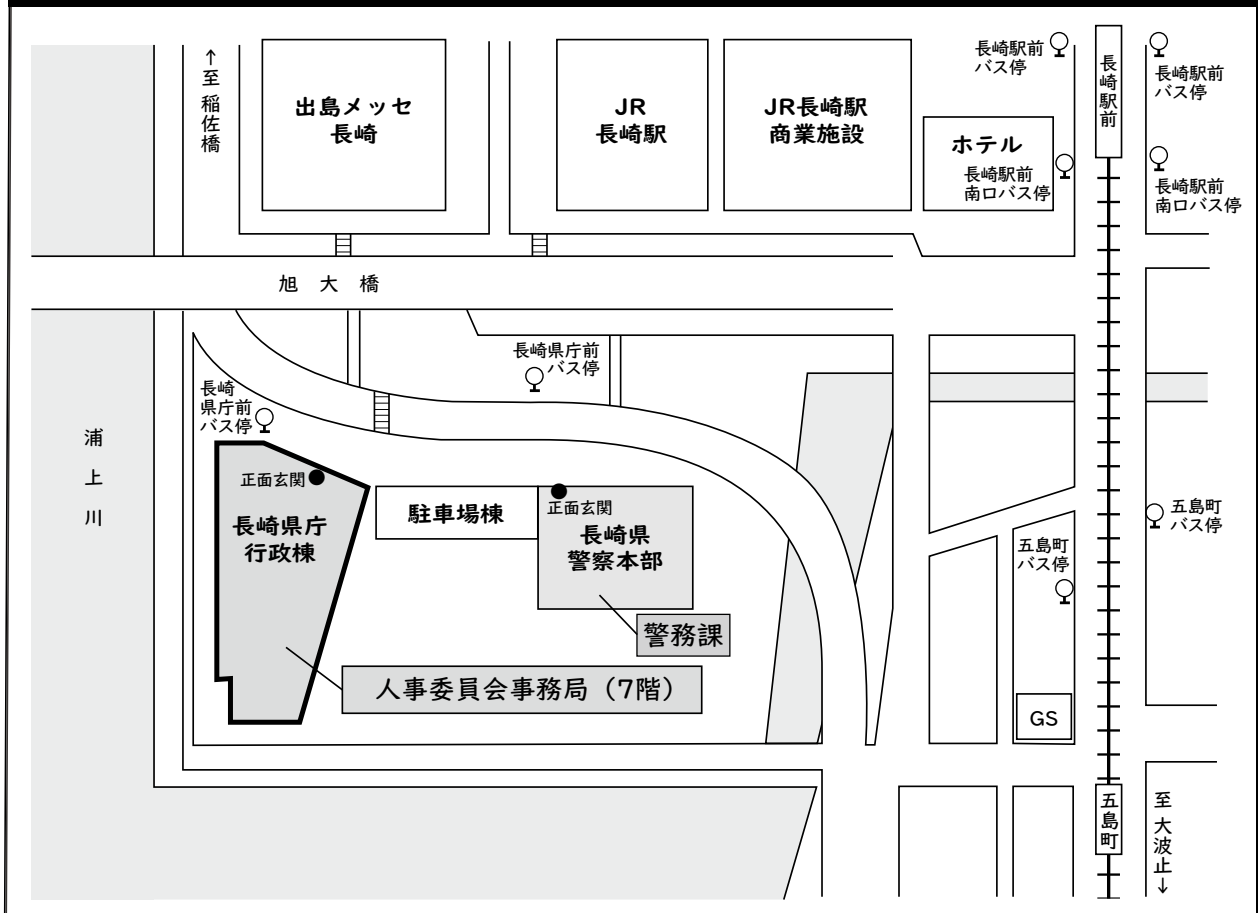 ↑至 稲佐橋
出島メッセ
長崎
JR
長崎駅
JR長崎駅
商業施設
ホテル
長崎駅前
バス停
長崎駅前
南口バス停
長崎駅前
長崎駅前
バス停
長崎駅前
南口バス停
旭大橋
長崎県庁前
バス停
長崎
県庁前
バス停
浦上川
正面玄関
長崎県庁
行政棟
駐車場棟
正面玄関
長崎県
警察本部
警務課
人事委員会事務局（7階）
五島町
バス停
五島町
バス停
GS
五島町
至 大波止→